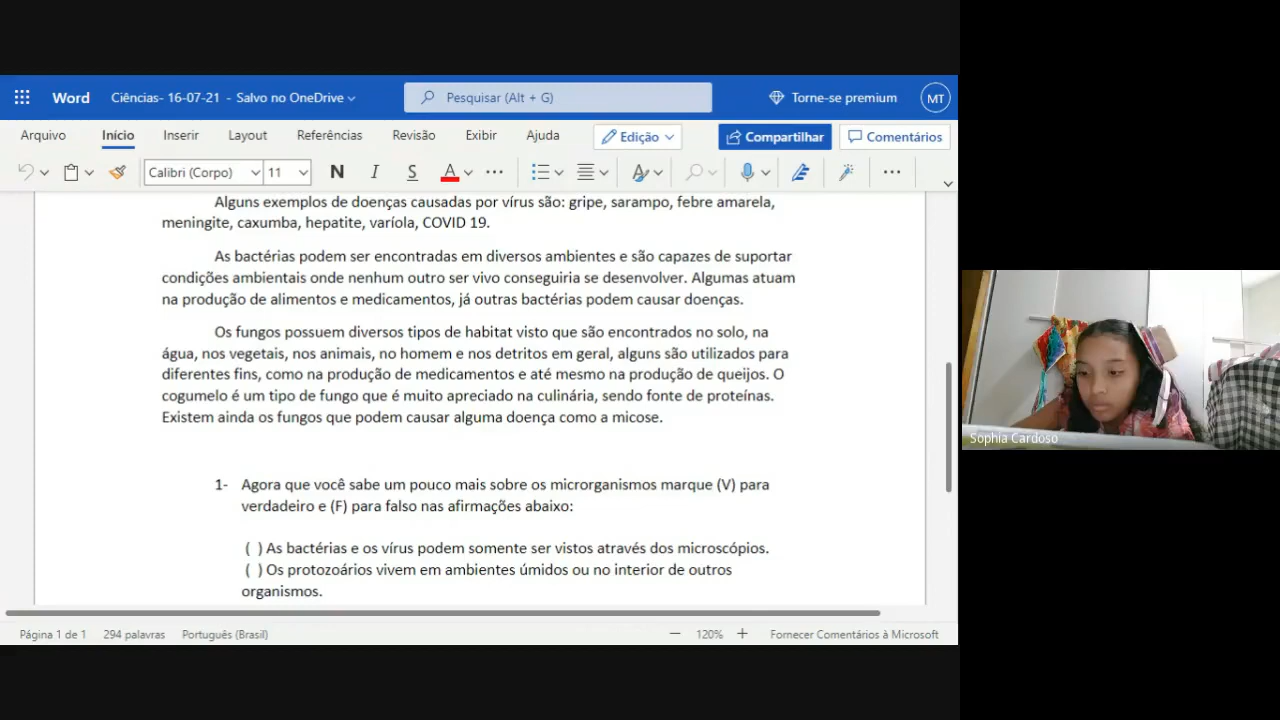 Word Ciências- 16-07-21 - Salvo no OneDrive Pesquisar (Alt + G) Torne-se premium MT
Arquivo Início Inserir Layout Referências Revisão Exibir Ajuda Edição Compartilhar Comentários
Calibri (Corpo) 11 N I S A
Alguns exemplos de doenças causadas por vírus são: gripe, sarampo, febre amarela,
meningite, caxumba, hepatite, varíola, COVID 19.
As bactérias podem ser encontradas em diversos ambientes e são capazes de suportar
condições ambientais onde nenhum outro ser vivo conseguiria se desenvolver. Algumas atuam
na produção de alimentos e medicamentos, já outras bactérias podem causar doenças.
Os fungos possuem diversos tipos de habitat visto que são encontrados no solo, na
água, nos vegetais, nos animais, no homem e nos detritos em geral, alguns são utilizados para
diferentes fins, como na produção de medicamentos e até mesmo na produção de queijos. O
cogumelo é um tipo de fungo que é muito apreciado na culinária, sendo fonte de proteínas.
Existem ainda os fungos que podem causar alguma doença como a micose.
1- Agora que você sabe um pouco mais sobre os microrganismos marque (V) para
verdadeiro e (F) para falso nas afirmações abaixo:
( ) As bactérias e os vírus podem somente ser vistos através dos microscópios.
( ) Os protozoários vivem em ambientes úmidos ou no interior de outros
organismos.
Página 1 de 1 294 palavras Português (Brasil) 120% Fornecer Comentários à Microsoft
Sophia Cardoso